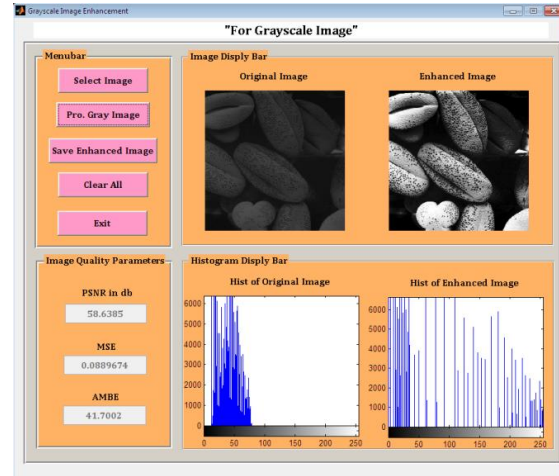 Grayscale Image Enhancement
"For Grayscale Image"
Menubar
Select Image
Pro. Gray Image
Save Enhanced Image
Clear All
Exit
Image Disply Bar
Original Image
Enhanced Image
Image Quality Parameters
PSNR in db
58.6385
MSE
0.0889674
AMBE
41.7002
Histogram Disply Bar
Hist of Original Image
6000
5000
4000
3000
2000
1000
0
0 50 100 150 200 250
Hist of Enhanced Image
6000
5000
4000
3000
2000
1000
0
0 50 100 150 200 250